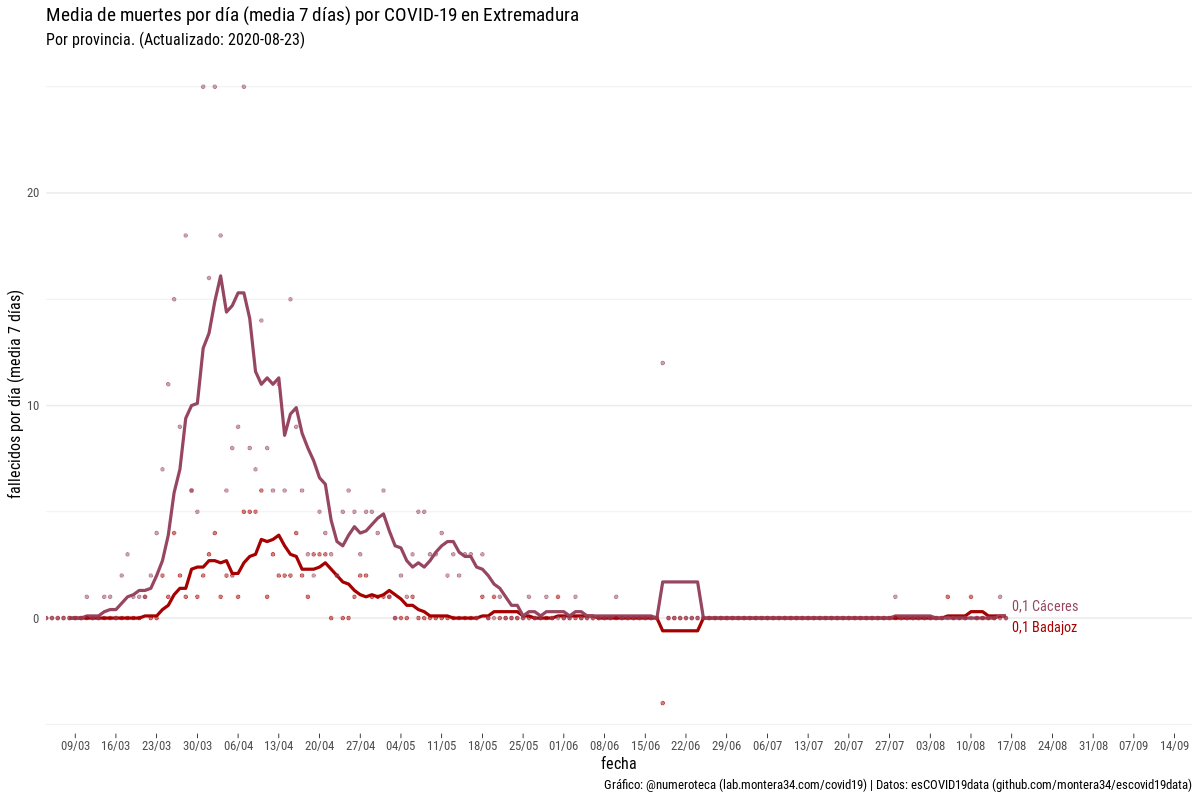 Media de muertes por día (media 7 días) por COVID-19 en Extremadura
Por provincia. (Actualizado: 2020-08-23)
fallecidos por día (media 7 días)
20
10
0
0,1 Cáceres
0,1 Badajoz
09/03 16/03 23/03 30/03 06/04 13/04 20/04 27/04 04/05 11/05 18/05 25/05 01/06 08/06 15/06 22/06 29/06 06/07 13/07 20/07 27/07 03/08 10/08 17/08 24/08 31/08 07/09 14/09
fecha
Gráfico: @numeroteca (lab.montera34.com/covid19) | Datos: esCOVID19data (github.com/montera34/escovid19data)